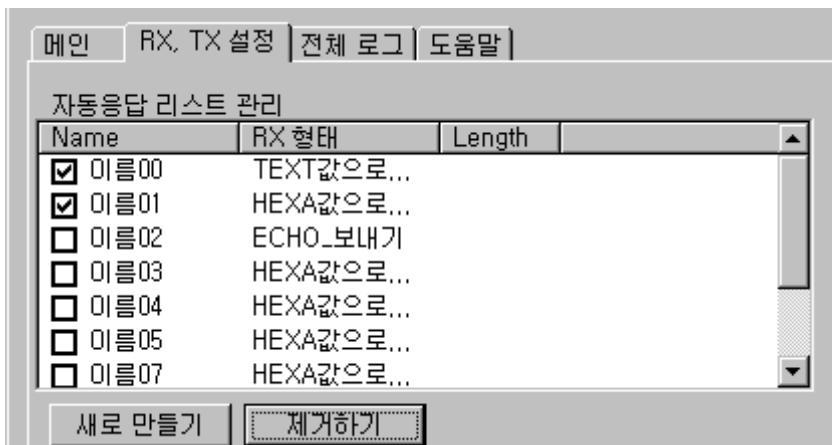 메인 RX, TX 설정 전체 로그 도움말
자동응답 리스트 관리
Name RX 형태 Length
이름00 TEXT값으로...
이름01 HEXA값으로...
이름02 ECHO_보내기
이름03 HEXA값으로...
이름04 HEXA값으로...
이름05 HEXA값으로...
이름07 HEXA값으로...
새로 만들기 제거하기